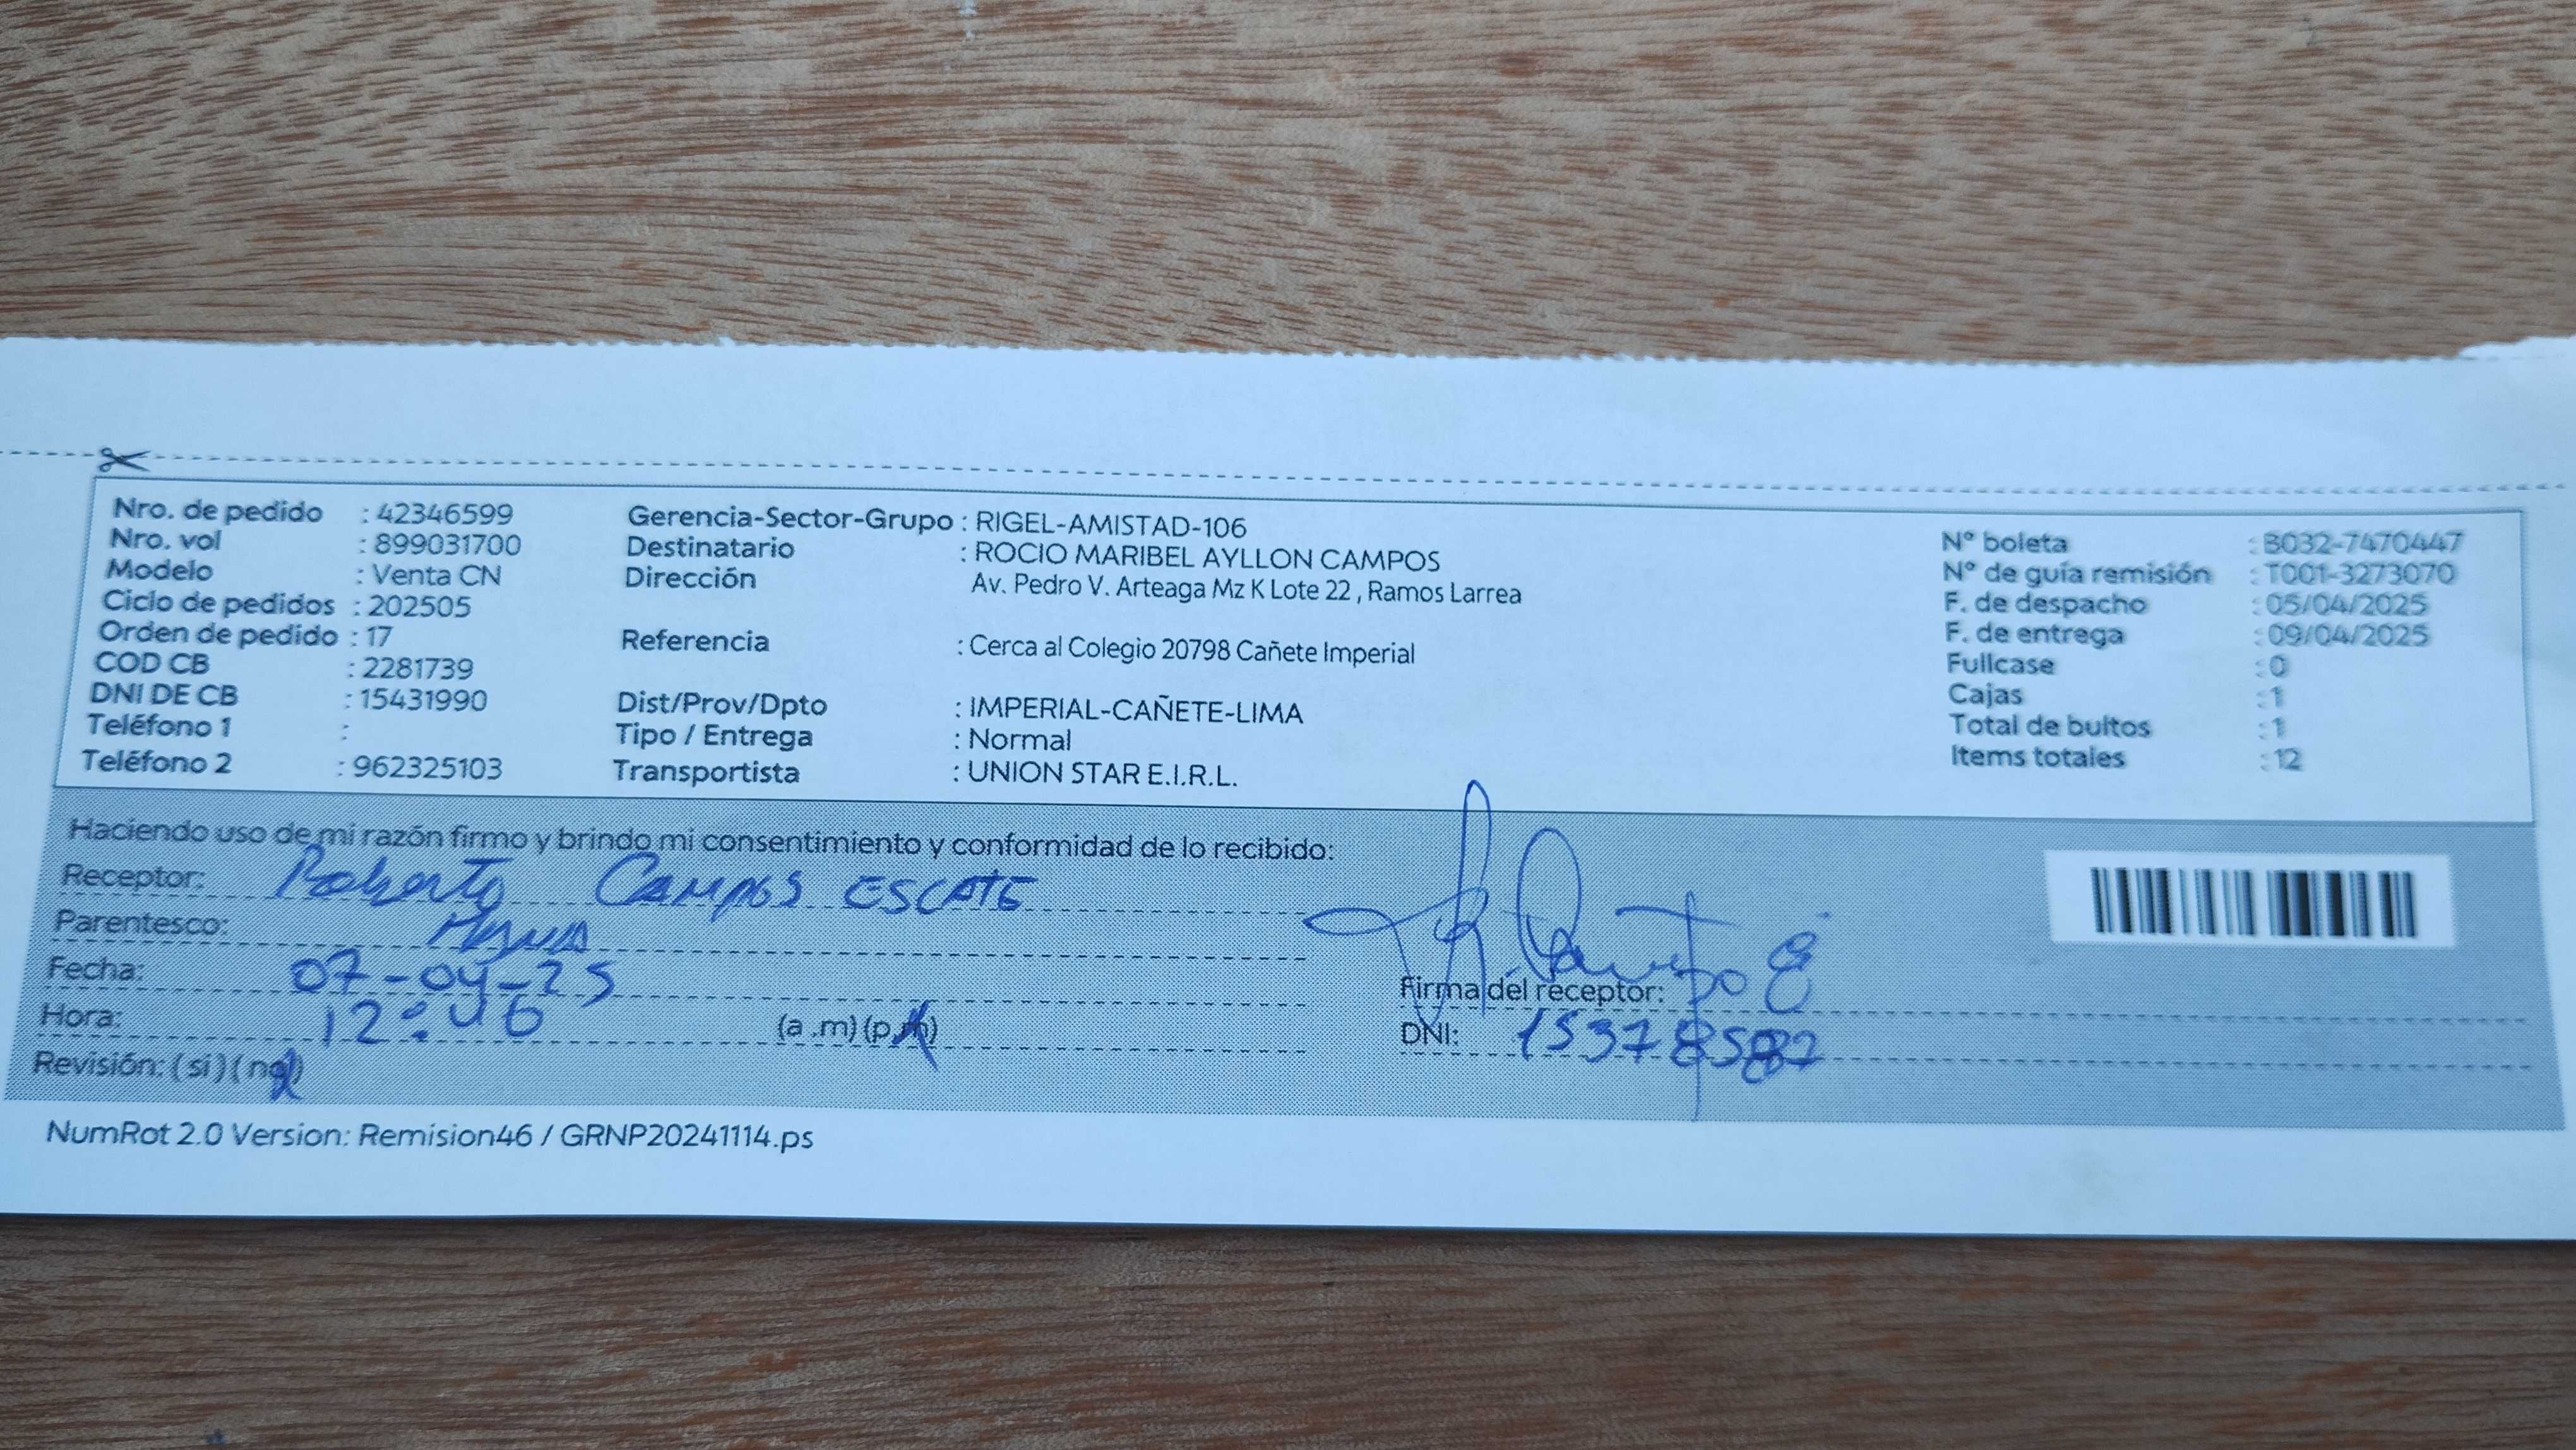 Nro. de pedido : 42346599
Nro. vol : 899031700
Modelo : Venta CN
Ciclo de pedidos : 202505
Orden de pedido : 17
COD CB : 2281739
DNI DE CB : 15431990
Teléfono 1 :
Teléfono 2 : 962325103
Gerencia-Sector-Grupo : RIGEL-AMISTAD-106
Destinatario : ROCIO MARIBEL AYLLON CAMPOS
Dirección Av. Pedro V. Arteaga Mz K Lote 22 , Ramos Larrea
Referencia : Cerca al Colegio 20798 Cañete Imperial
Dist/Prov/Dpto : IMPERIAL-CAÑETE-LIMA
Tipo / Entrega : Normal
Transportista : UNION STAR E.I.R.L.
N° boleta : B032-7470447
N° de guía remisión : T001-3273070
F. de despacho : 05/04/2025
F. de entrega : 09/04/2025
Fullcase : 0
Cajas : 1
Total de bultos : 1
Items totales : 12
Haciendo uso de mi razón firmo y brindo mi consentimiento y conformidad de lo recibido:
Receptor: Roberto CAMPOS ESCATE
Parentesco:
Fecha: 07-04-25
Hora: 12:46 (a .m) (p.m)
Revisión: ( si ) ( no )
Firma del receptor:
DNI:
NumRot 2.0 Version: Remision46 / GRNP20241114.ps